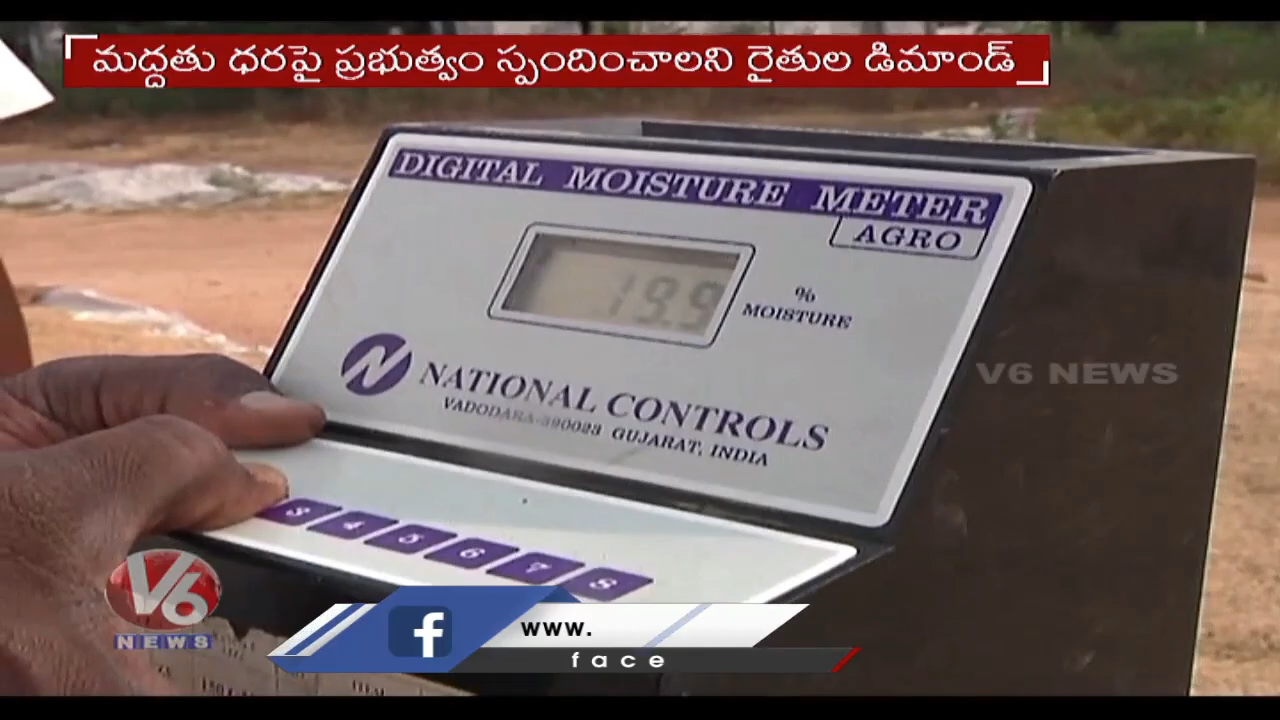 మద్దతు ధరపై ప్రభుత్వం స్పందించాలని రైతుల డిమాండ్
DIGITAL MOISTURE METER
AGRO
19.9
% MOISTURE
NATIONAL CONTROLS
VADODARA-390023 GUJARAT, INDIA
V6 NEWS
3 4 5 6 7 8
V6 NEWS
f www.
face